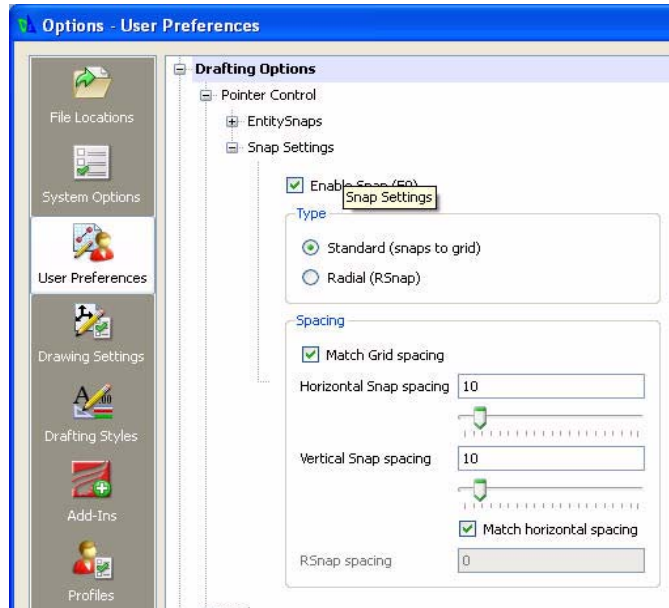 Options - User Preferences
File Locations
System Options
User Preferences
Drawing Settings
Drafting Styles
Add-Ins
Profiles
Drafting Options
Pointer Control
EntitySnaps
Snap Settings
Enable Snap (F9)
Snap Settings
Type
Standard (snaps to grid)
Radial (RSnap)
Spacing
Match Grid spacing
Horizontal Snap spacing 10
Vertical Snap spacing 10
Match horizontal spacing
RSnap spacing 0